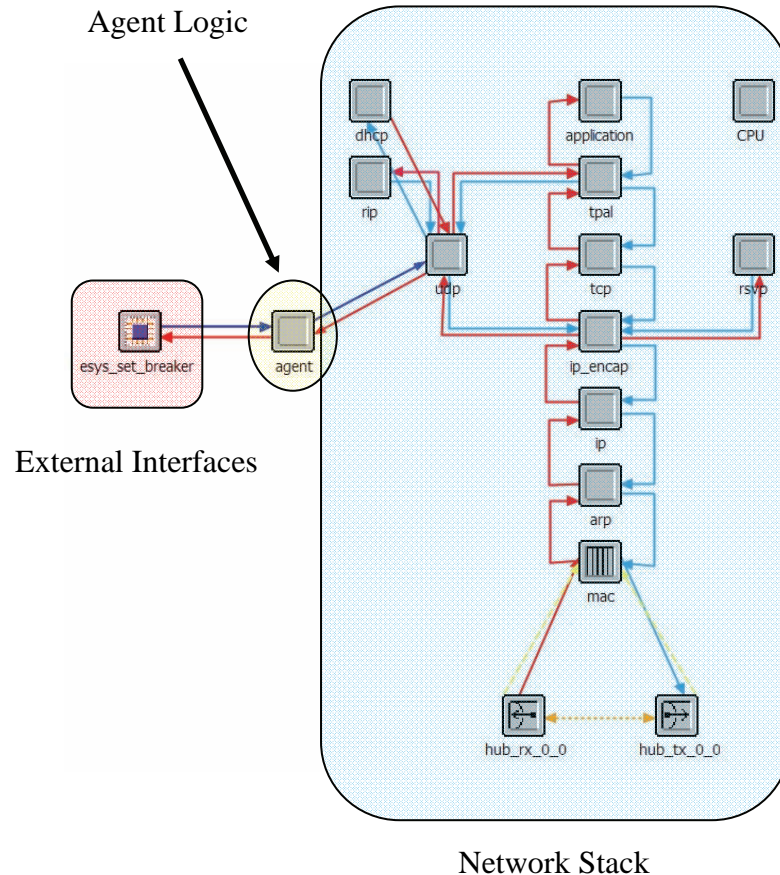 Agent Logic
dhcp
application
CPU
rip
tpal
udp
tcp
rsvp
esys_set_breaker
agent
ip_encap
External Interfaces
ip
arp
mac
hub_rx_0_0
hub_tx_0_0
Network Stack